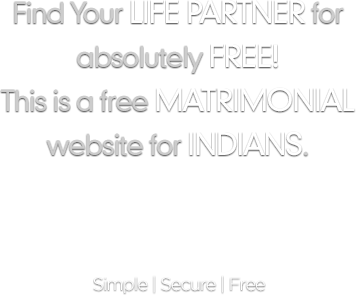 Find Your LIFE PARTNER for
absolutely FREE!
This is a free MATRIMONIAL
website for INDIANS.
Simple | Secure | Free